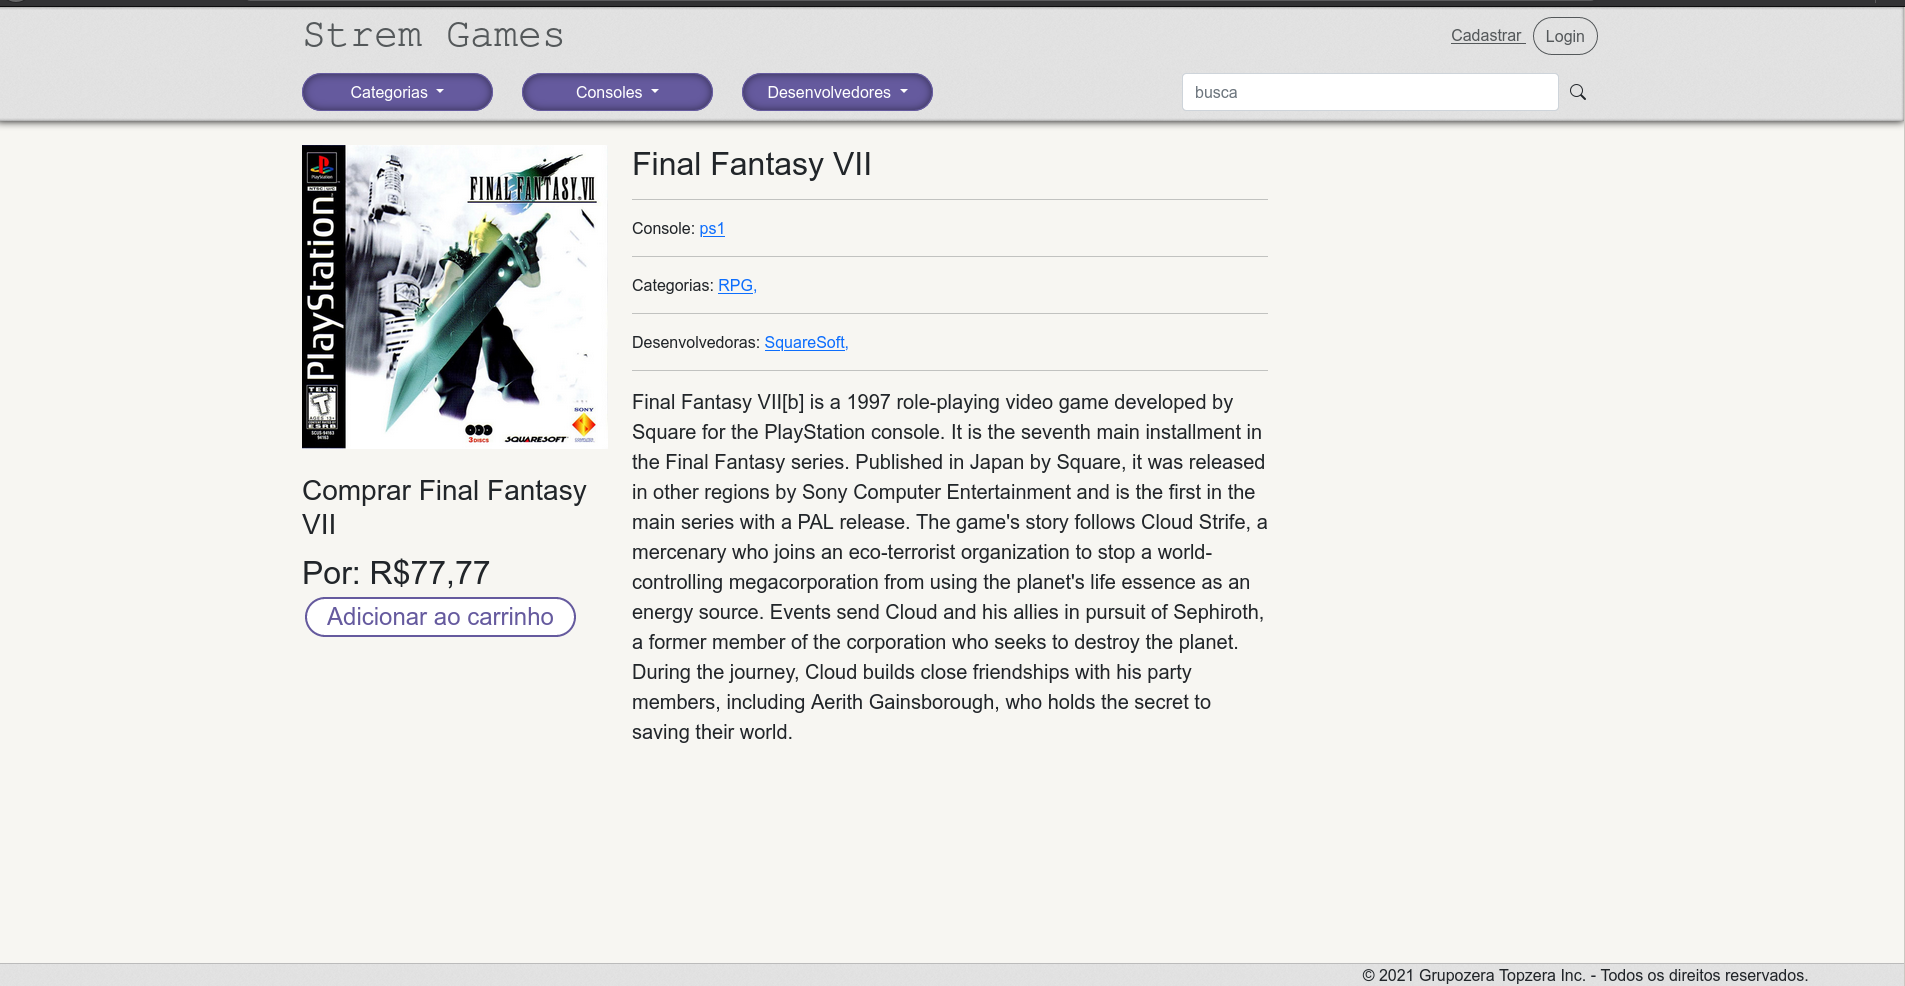 Strem Games
Cadastrar
Login
Categorias
Consoles
Desenvolvedores
busca
PlayStation
PlayStation
FINAL FANTASY VII
TEEN
SONY
3 DISCS
SQUARESOFT
Final Fantasy VII
Console: ps1
Categorias: RPG,
Desenvolvedoras: SquareSoft,
Comprar Final Fantasy
VII
Por: R$77,77
Adicionar ao carrinho
Final Fantasy VII[b] is a 1997 role-playing video game developed by
Square for the PlayStation console. It is the seventh main installment in
the Final Fantasy series. Published in Japan by Square, it was released
in other regions by Sony Computer Entertainment and is the first in the
main series with a PAL release. The game's story follows Cloud Strife, a
mercenary who joins an eco-terrorist organization to stop a world-
controlling megacorporation from using the planet's life essence as an
energy source. Events send Cloud and his allies in pursuit of Sephiroth,
a former member of the corporation who seeks to destroy the planet.
During the journey, Cloud builds close friendships with his party
members, including Aerith Gainsborough, who holds the secret to
saving their world.
© 2021 Grupozera Topzera Inc. - Todos os direitos reservados.